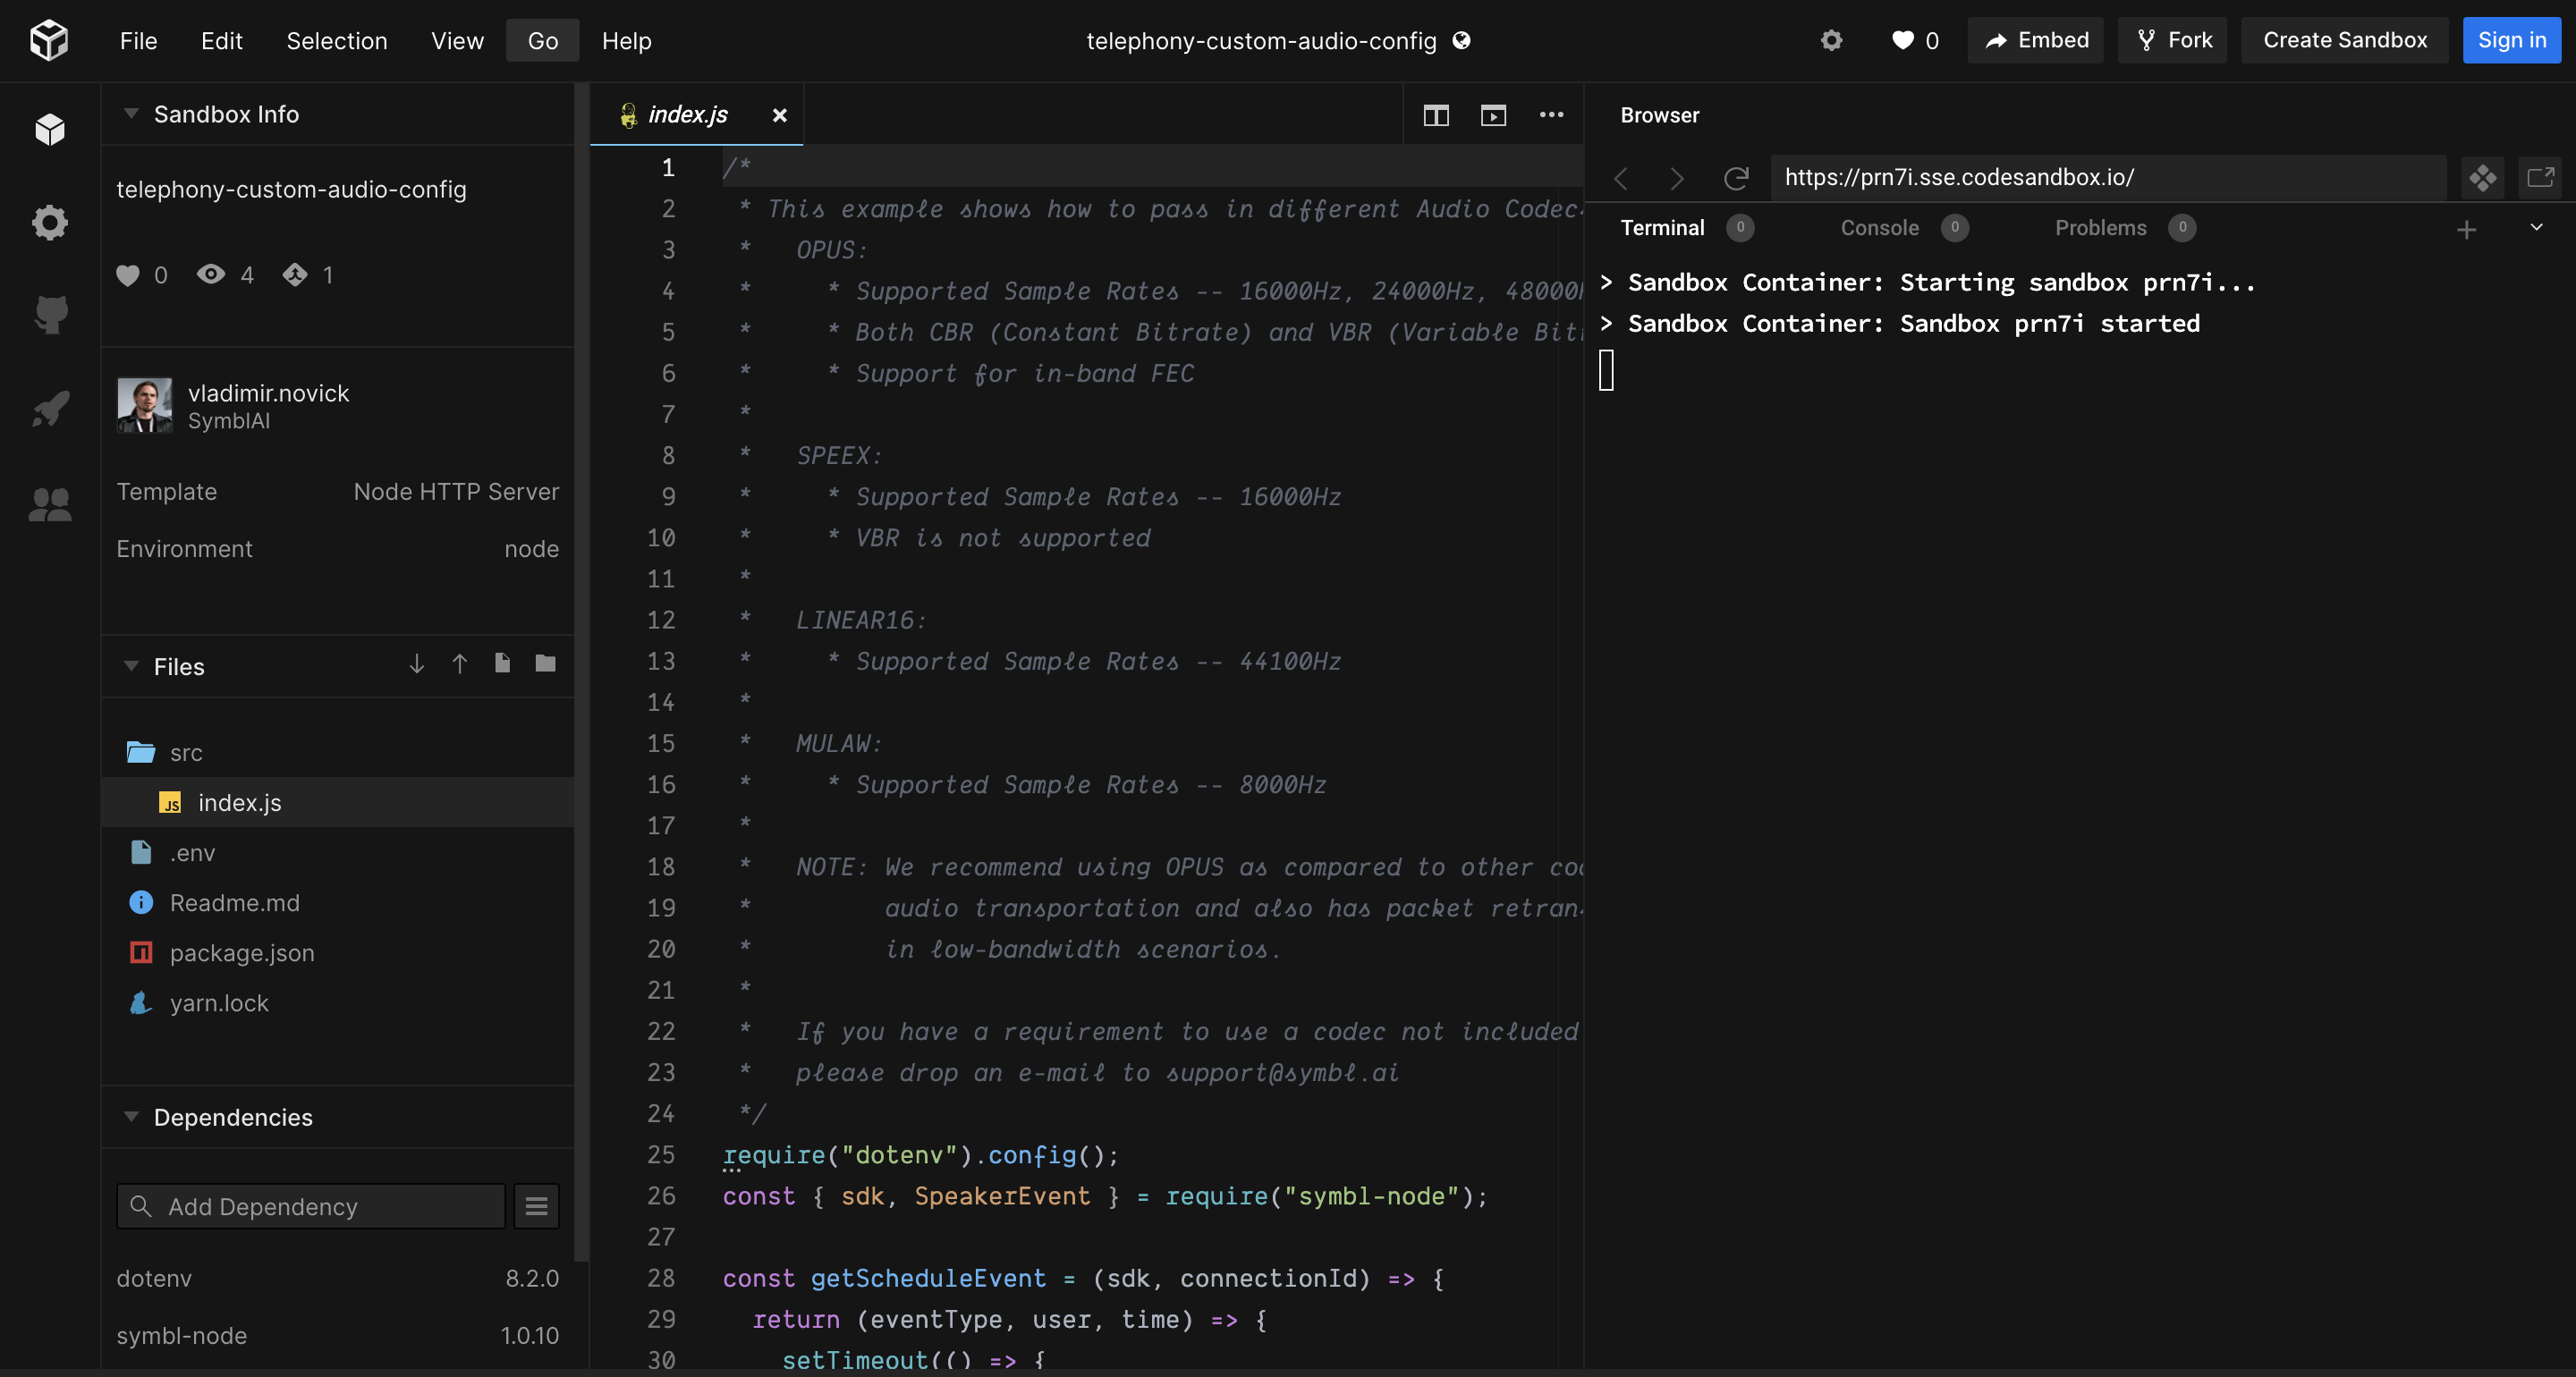 File Edit Selection View Go Help telephony-custom-audio-config 0 Embed Fork Create Sandbox Sign in
Sandbox Info
telephony-custom-audio-config
0 4 1
vladimir.novick
SymblAI
Template Node HTTP Server
Environment node
Files
src
JS index.js
.env
Readme.md
package.json
yarn.lock
Dependencies
Add Dependency
dotenv 8.2.0
symbl-node 1.0.10
index.js
1 /*
2 * This example shows how to pass in different Audio Codec
3 * OPUS:
4 * * Supported Sample Rates -- 16000Hz, 24000Hz, 48000H
5 * * Both CBR (Constant Bitrate) and VBR (Variable Bit
6 * * Support for in-band FEC
7 *
8 * SPEEX:
9 * * Supported Sample Rates -- 16000Hz
10 * * VBR is not supported
11 *
12 * LINEAR16:
13 * * Supported Sample Rates -- 44100Hz
14 *
15 * MULAW:
16 * * Supported Sample Rates -- 8000Hz
17 *
18 * NOTE: We recommend using OPUS as compared to other co
19 * audio transportation and also has packet retran
20 * in low-bandwidth scenarios.
21 *
22 * If you have a requirement to use a codec not included
23 * please drop an e-mail to support@symbl.ai
24 */
25 require("dotenv").config();
26 const { sdk, SpeakerEvent } = require("symbl-node");
27
28 const getScheduleEvent = (sdk, connectionId) => {
29 return (eventType, user, time) => {
30 setTimeout(() => {
Browser
https://prn7i.sse.codesandbox.io/
Terminal 0 Console 0 Problems 0
> Sandbox Container: Starting sandbox prn7i...
> Sandbox Container: Sandbox prn7i started